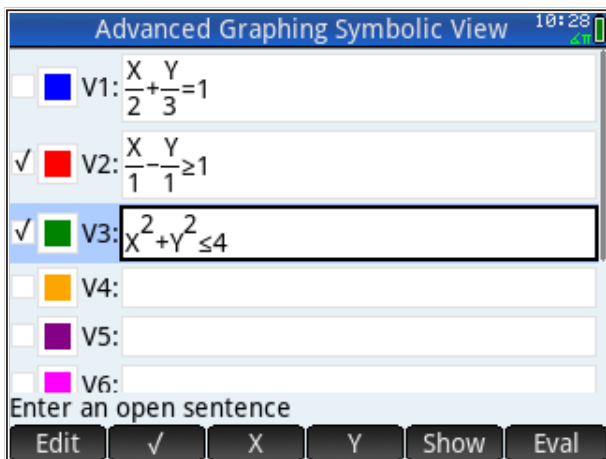 Advanced Graphing Symbolic View 10:28 ∡π
V1: X/2+Y/3=1
√ V2: X/1−Y/1≥1
√ V3: X²+Y²≤4
V4:
V5:
V6:
Enter an open sentence
Edit √ X Y Show Eval